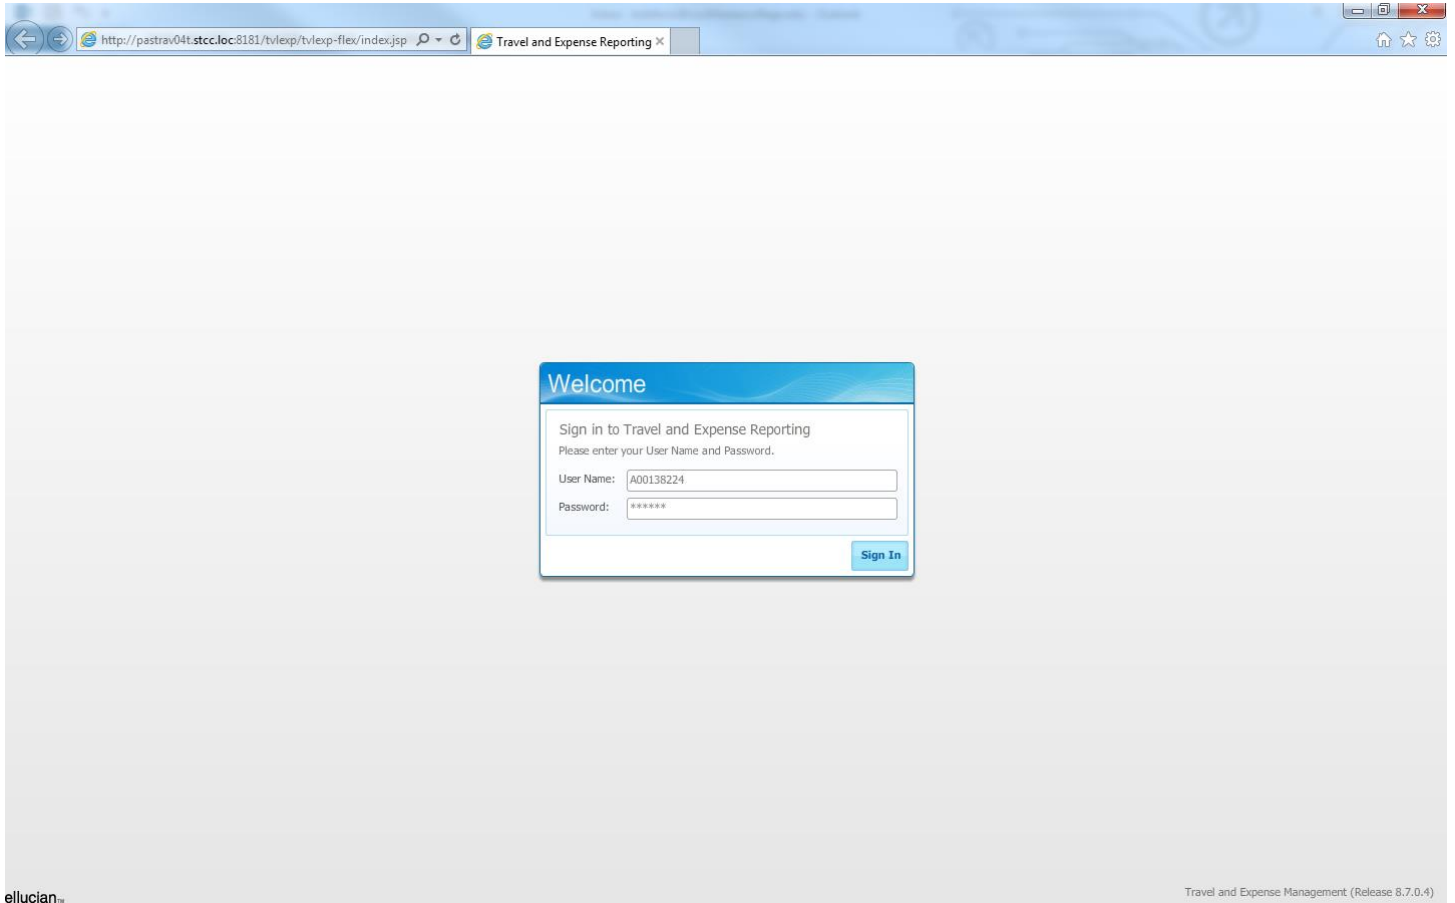 http://pastrav04t.stcc.loc:8181/tvlexp/tvlexp-flex/index.jsp
Travel and Expense Reporting
Welcome
Sign in to Travel and Expense Reporting
Please enter your User Name and Password.
User Name: A00138224
Password: ******
Sign In
ellucian™
Travel and Expense Management (Release 8.7.0.4)